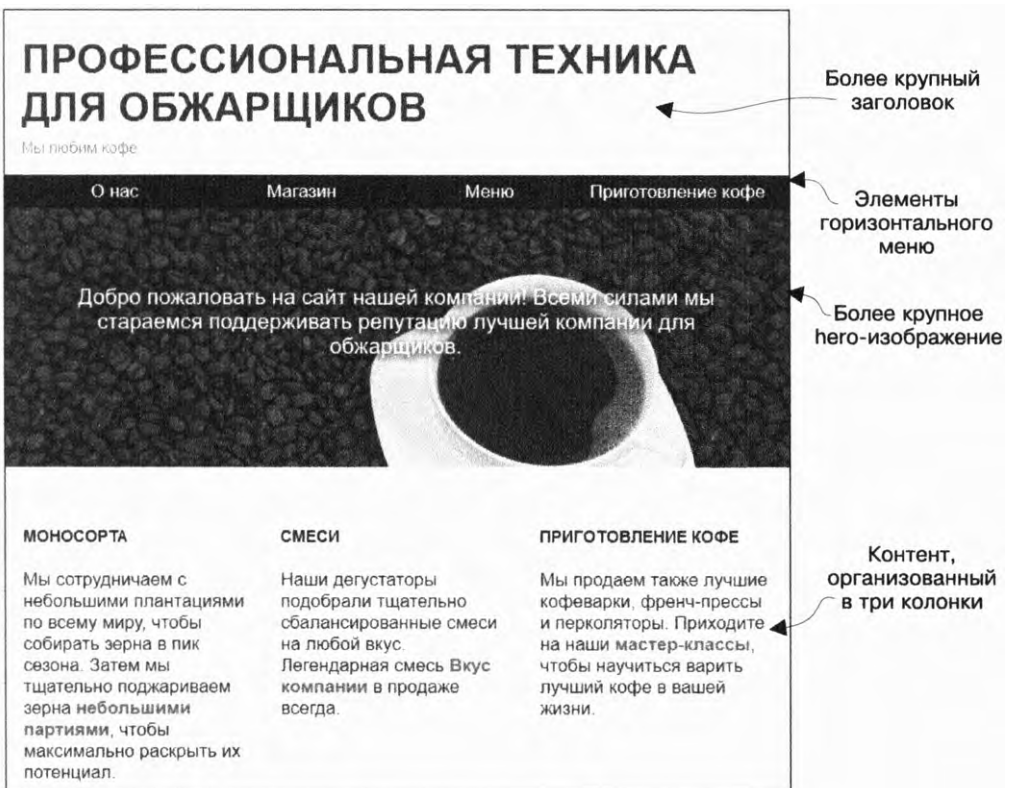 ПРОФЕССИОНАЛЬНАЯ ТЕХНИКА
ДЛЯ ОБЖАРЩИКОВ
Мы любим кофе
О нас
Магазин
Меню
Приготовление кофе
Добро пожаловать на сайт нашей компании! Всеми силами мы
стараемся поддерживать репутацию лучшей компании для
обжарщиков.
МОНОСОРТА
Мы сотрудничаем с
небольшими плантациями
по всему миру, чтобы
собирать зерна в пик
сезона. Затем мы
тщательно поджариваем
зерна небольшими
партиями, чтобы
максимально раскрыть их
потенциал.
СМЕСИ
Наши дегустаторы
подобрали тщательно
сбалансированные смеси
на любой вкус.
Легендарная смесь Вкус
компании в продаже
всегда.
ПРИГОТОВЛЕНИЕ КОФЕ
Мы продаем также лучшие
кофеварки, френч-прессы
и перколяторы. Приходите
на наши мастер-классы,
чтобы научиться варить
лучший кофе в вашей
жизни.
Более крупный
заголовок
Элементы
горизонтального
меню
Более крупное
hero-изображение
Контент,
организованный
в три колонки